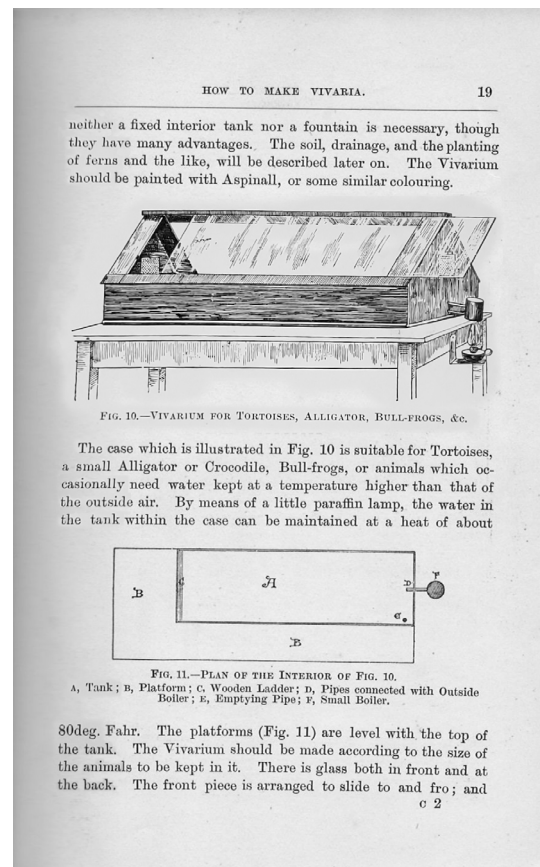 HOW TO MAKE VIVARIA. 19
neither a fixed interior tank nor a fountain is necessary, though
they have many advantages. The soil, drainage, and the planting
of ferns and the like, will be described later on. The Vivarium
should be painted with Aspinall, or some similar colouring.
FIG. 10.—VIVARIUM FOR TORTOISES, ALLIGATOR, BULL-FROGS, &c.
The case which is illustrated in Fig. 10 is suitable for Tortoises,
a small Alligator or Crocodile, Bull-frogs, or animals which oc-
casionally need water kept at a temperature higher than that of
the outside air. By means of a little paraffin lamp, the water in
the tank within the case can be maintained at a heat of about
B
C
A
D
F
E
B
FIG. 11.—PLAN OF THE INTERIOR OF FIG. 10.
A, Tank; B, Platform; C, Wooden Ladder; D, Pipes connected with Outside
Boiler; E, Emptying Pipe; F, Small Boiler.
80deg. Fahr. The platforms (Fig. 11) are level with the top of
the tank. The Vivarium should be made according to the size of
the animals to be kept in it. There is glass both in front and at
the back. The front piece is arranged to slide to and fro; and
C 2